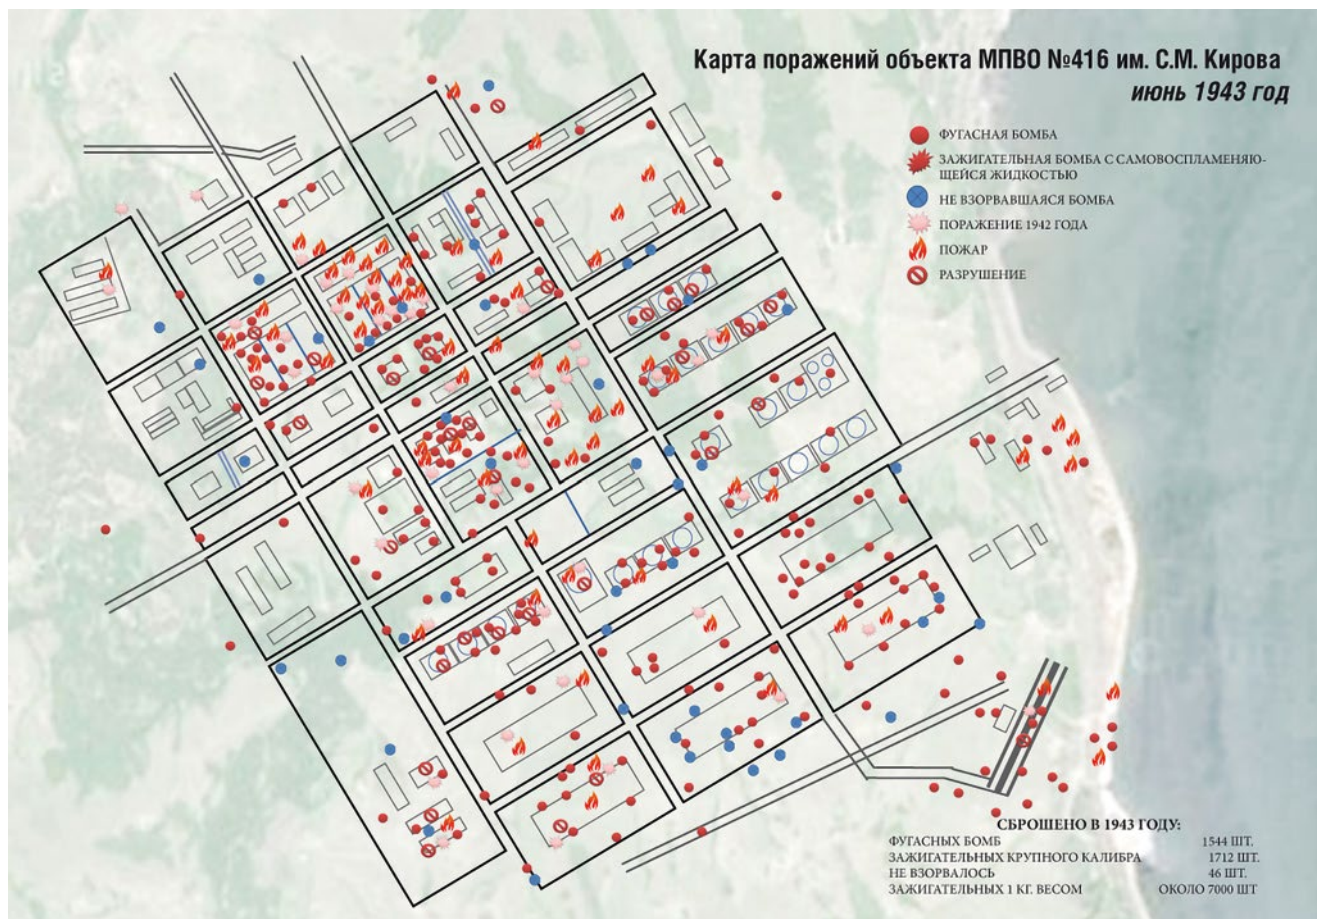 Карта поражений объекта МПВО №416 им. С.М. Кирова
июнь 1943 год
ФУГАСНАЯ БОМБА
ЗАЖИГАТЕЛЬНАЯ БОМБА С САМОВОСПЛАМЕНЯЮ-
ЩЕЙСЯ ЖИДКОСТЬЮ
НЕ ВЗОРВАВШАЯСЯ БОМБА
ПОРАЖЕНИЕ 1942 ГОДА
ПОЖАР
РАЗРУШЕНИЕ
СБРОШЕНО В 1943 ГОДУ:
ФУГАСНЫХ БОМБ 1544 ШТ.
ЗАЖИГАТЕЛЬНЫХ КРУПНОГО КАЛИБРА 1712 ШТ.
НЕ ВЗОРВАЛОСЬ 46 ШТ.
ЗАЖИГАТЕЛЬНЫХ 1 КГ. ВЕСОМ ОКОЛО 7000 ШТ